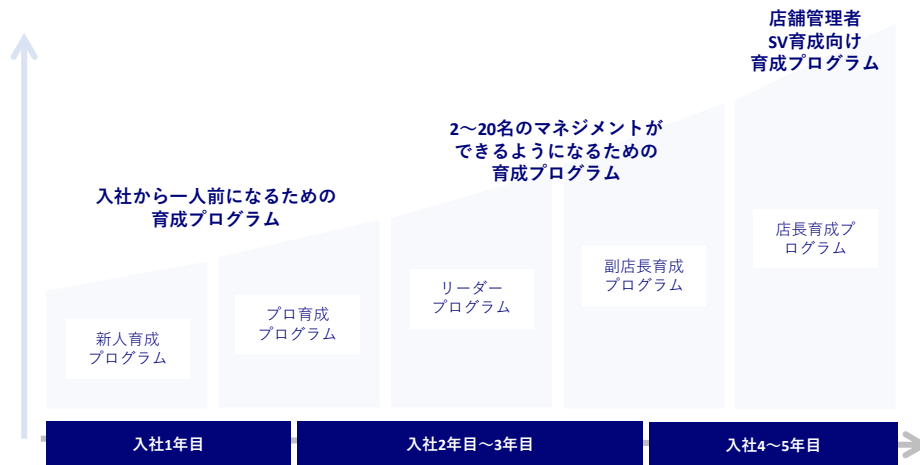 店舗管理者
SV育成向け
育成プログラム
2～20名のマネジメントが
できるようになるための
育成プログラム
入社から一人前になるための
育成プログラム
新人育成
プログラム
プロ育成
プログラム
リーダー
プログラム
副店長育成
プログラム
店長育成プ
ログラム
入社1年目
入社2年目～3年目
入社4～5年目